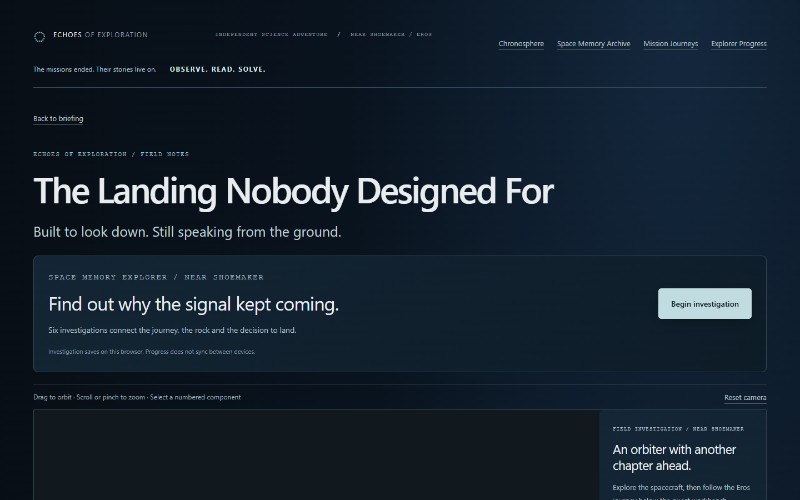 ECHOES OF EXPLORATION
INDEPENDENT SCIENCE ADVENTURE / NEAR SHOEMAKER / EROS
Chronosphere
Space Memory Archive
Mission Journeys
Explorer Progress
The missions ended. Their stories live on.
OBSERVE. READ. SOLVE.
Back to briefing
ECHOES OF EXPLORATION / FIELD NOTES
The Landing Nobody Designed For
Built to look down. Still speaking from the ground.
SPACE MEMORY EXPLORER / NEAR SHOEMAKER
Find out why the signal kept coming.
Six investigations connect the journey, the rock and the decision to land.
Investigation saves on this browser. Progress does not sync between devices.
Begin investigation
Drag to orbit · Scroll or pinch to zoom · Select a numbered component
Reset camera
FIELD INVESTIGATION / NEAR SHOEMAKER
An orbiter with another
chapter ahead.
Explore the spacecraft, then follow the Eros